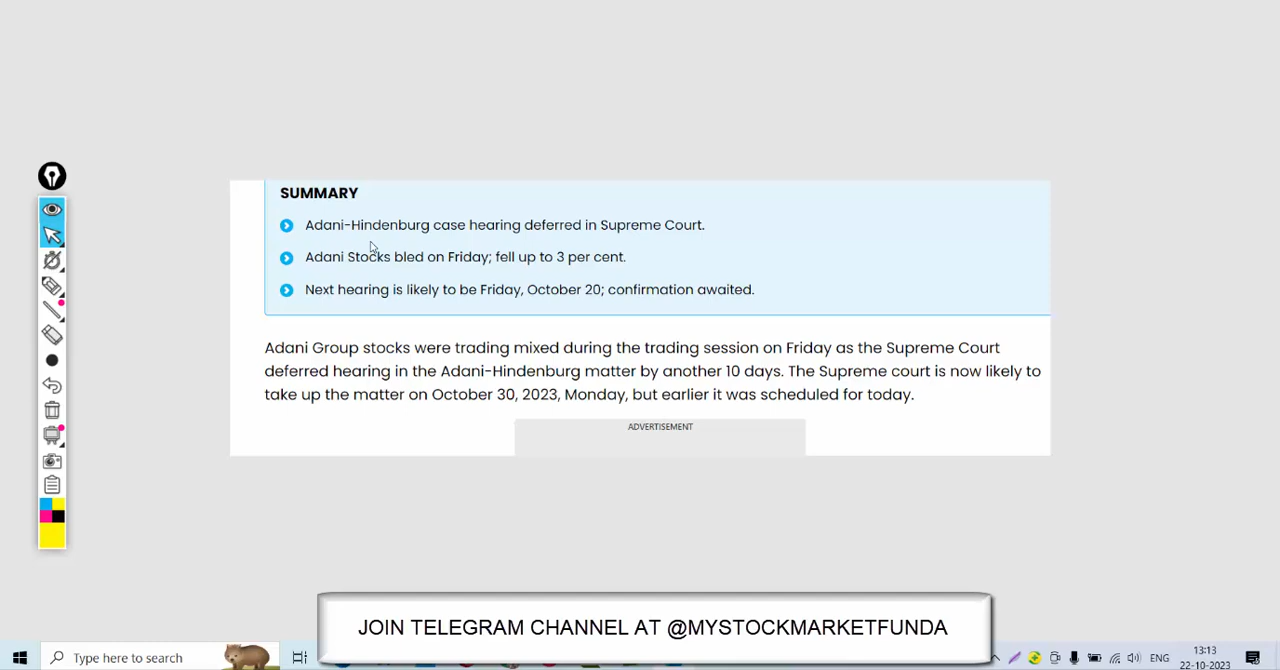 SUMMARY
Adani-Hindenburg case hearing deferred in Supreme Court.
Adani Stocks bled on Friday; fell up to 3 per cent.
Next hearing is likely to be Friday, October 20; confirmation awaited.
Adani Group stocks were trading mixed during the trading session on Friday as the Supreme Court
deferred hearing in the Adani-Hindenburg matter by another 10 days. The Supreme court is now likely to
take up the matter on October 30, 2023, Monday, but earlier it was scheduled for today.
ADVERTISEMENT
JOIN TELEGRAM CHANNEL AT @MYSTOCKMARKETFUNDA
Type here to search
ENG
13:13
22-10-2023